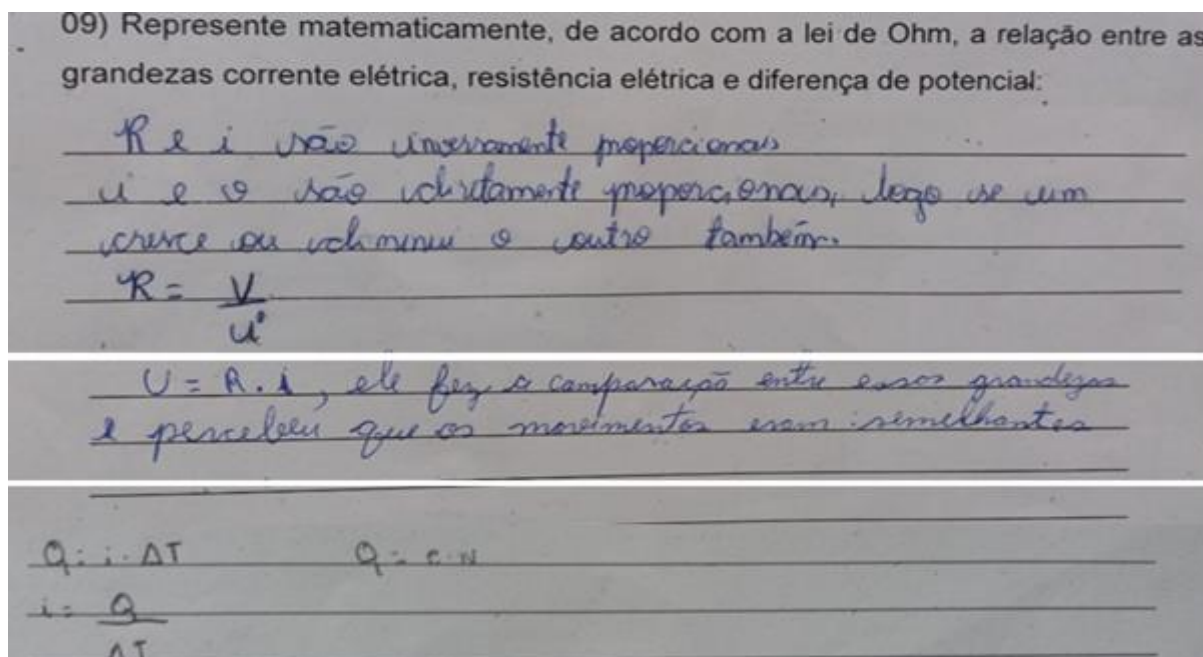 09) Represente matematicamente, de acordo com a lei de Ohm, a relação entre as
grandezas corrente elétrica, resistência elétrica e diferença de potencial:
R e i são inversamente proporcionais
i e v são diretamente proporcionais, logo se um
cresce ou diminui o outro também.
R = V
i
U = R . i, ele fez a comparação entre essas grandezas
e percebeu que os movimentos eram semelhantes
Q = i . ΔT Q = e . N
i = Q
ΔT